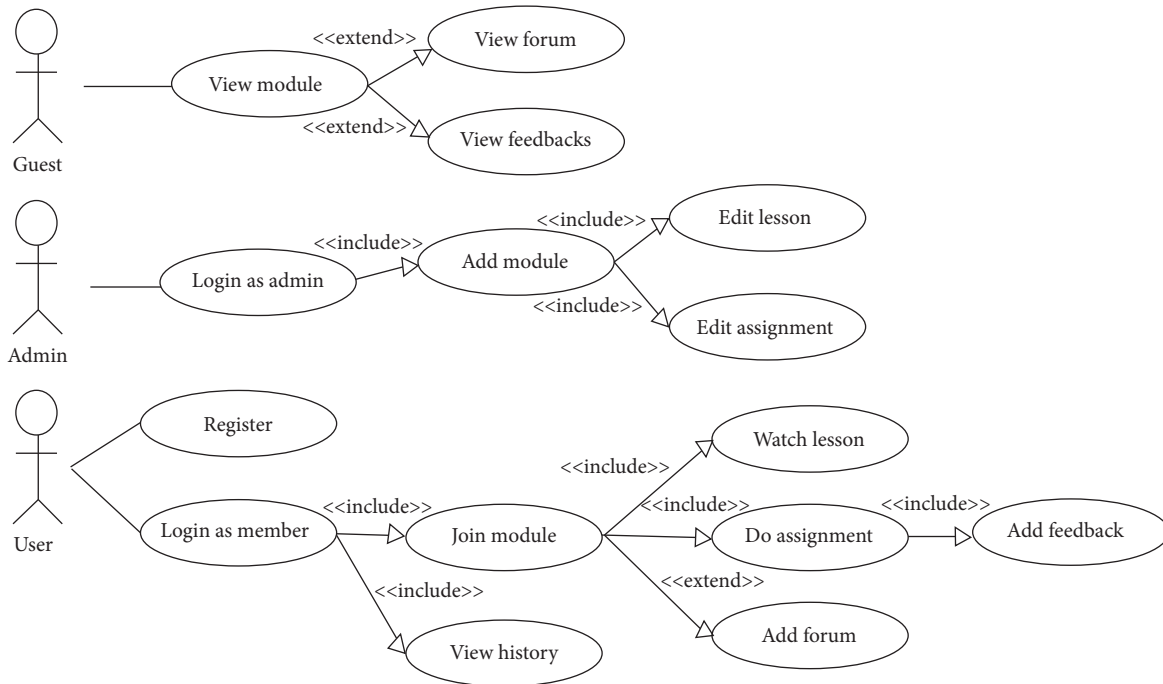 <<extend>>
View forum
View module
<<extend>>
View feedbacks
Guest
<<include>>
Edit lesson
<<include>>
Add module
Login as admin
<<include>>
Edit assignment
Admin
Register
Watch lesson
<<include>>
<<include>>
<<include>>
<<include>>
Login as member
Join module
Do assignment
Add feedback
User
<<extend>>
<<include>>
Add forum
View history